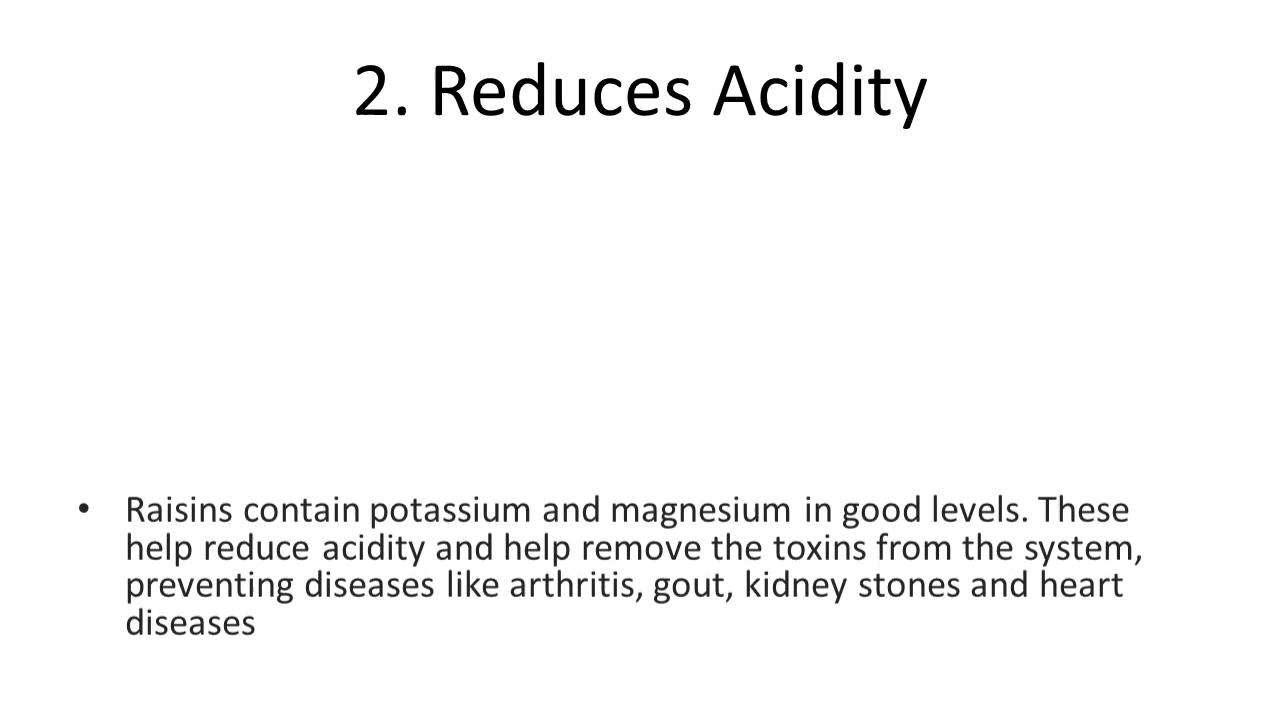 2. Reduces Acidity
• Raisins contain potassium and magnesium in good levels. These
help reduce acidity and help remove the toxins from the system,
preventing diseases like arthritis, gout, kidney stones and heart
diseases